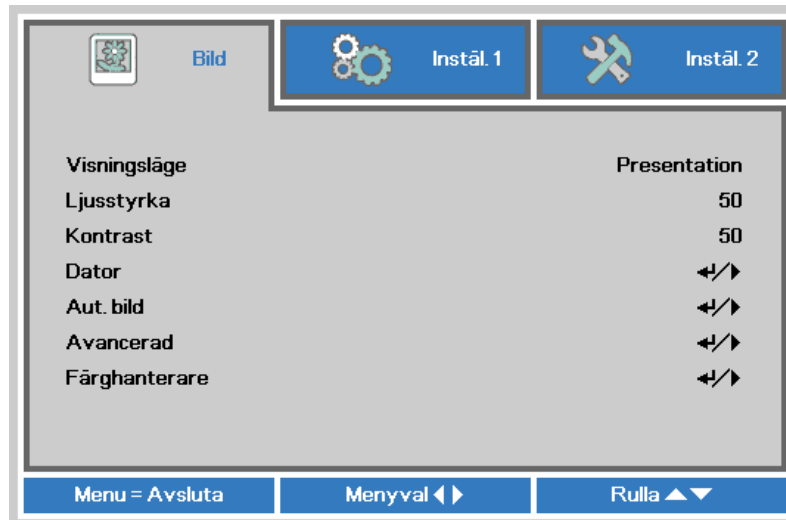 Bild
Instäl. 1
Instäl. 2
Visningsläge Presentation
Ljusstyrka 50
Kontrast 50
Dator ↵/▶
Aut. bild ↵/▶
Avancerad ↵/▶
Färghanterare ↵/▶
Menu = Avsluta
Menyval ◀▶
Rulla ▲▼